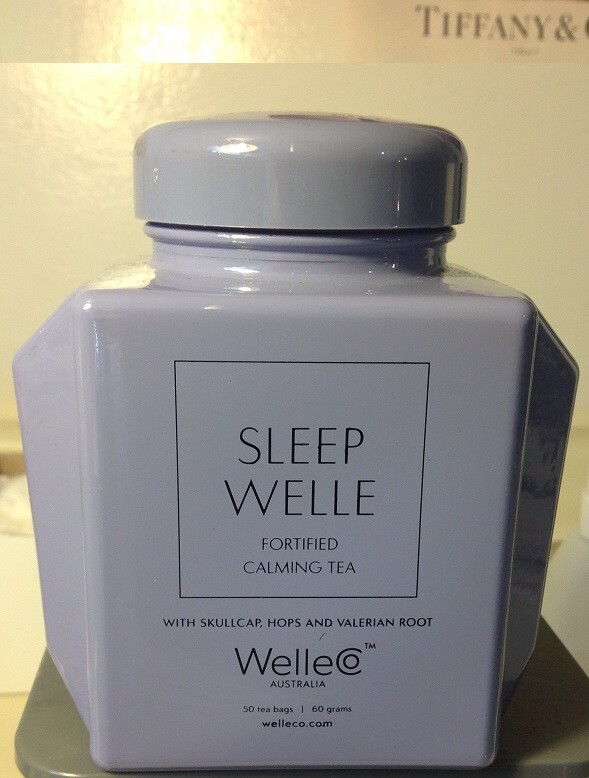 TIFFANY &
SLEEP
WELLE
FORTIFIED
CALMING TEA
WITH SKULLCAP, HOPS AND VALERIAN ROOT
WelleCo™
AUSTRALIA
50 tea bags | 60 grams
welleco.com